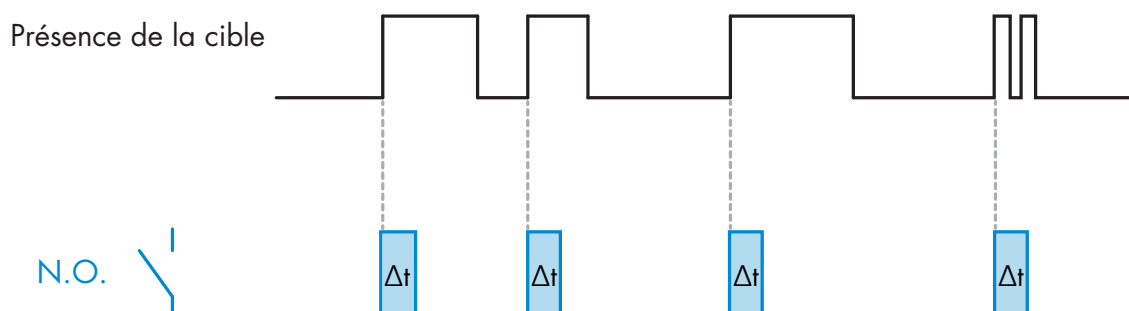 Présence de la cible
N.O.
Δt Δt Δt Δt